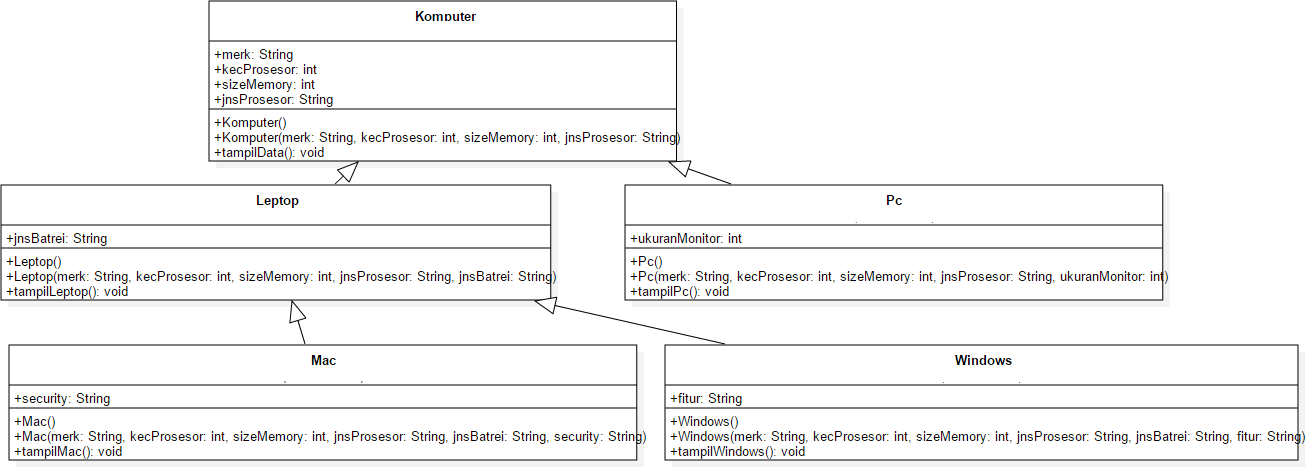 Komputer
+merk: String
+kecProsesor: int
+sizeMemory: int
+jnsProsesor: String
+Komputer()
+Komputer(merk: String, kecProsesor: int, sizeMemory: int, jnsProsesor: String)
+tampilData(): void
Leptop
+jnsBatrei: String
+Leptop()
+Leptop(merk: String, kecProsesor: int, sizeMemory: int, jnsProsesor: String, jnsBatrei: String)
+tampilLeptop(): void
Pc
+ukuranMonitor: int
+Pc()
+Pc(merk: String, kecProsesor: int, sizeMemory: int, jnsProsesor: String, ukuranMonitor: int)
+tampilPc(): void
Mac
+security: String
+Mac()
+Mac(merk: String, kecProsesor: int, sizeMemory: int, jnsProsesor: String, jnsBatrei: String, security: String)
+tampilMac(): void
Windows
+fitur: String
+Windows()
+Windows(merk: String, kecProsesor: int, sizeMemory: int, jnsProsesor: String, jnsBatrei: String, fitur: String)
+tampilWindows(): void